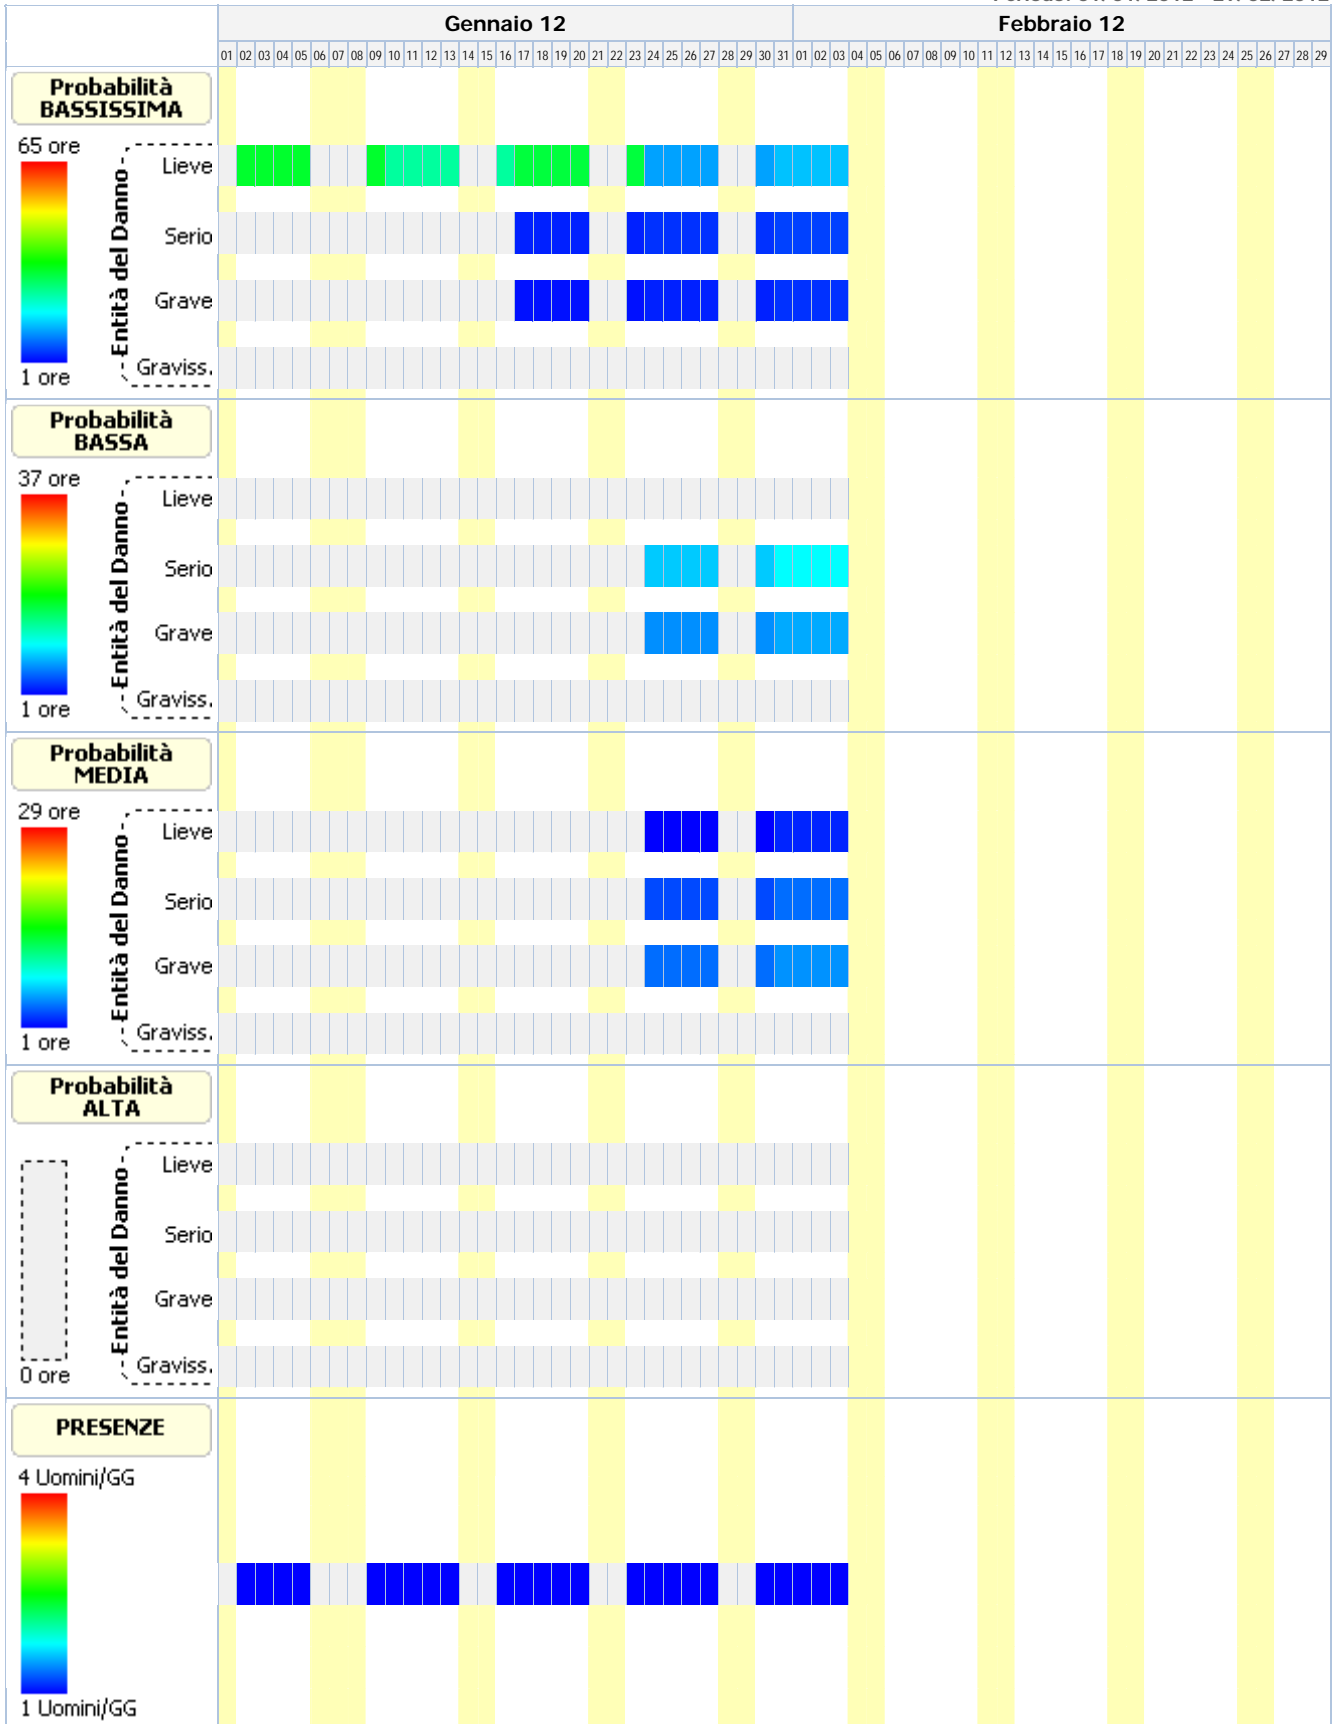 Gennaio 12 Febbraio 12
01 02 03 04 05 06 07 08 09 10 11 12 13 14 15 16 17 18 19 20 21 22 23 24 25 26 27 28 29 30 31 01 02 03 04 05 06 07 08 09 10 11 12 13 14 15 16 17 18 19 20 21 22 23 24 25 26 27 28 29
Probabilità
BASSISSIMA
65 ore
Entità del Danno
Lieve
Serio
Grave
Graviss.
1 ore
Probabilità
BASSA
37 ore
Entità del Danno
Lieve
Serio
Grave
Graviss.
1 ore
Probabilità
MEDIA
29 ore
Entità del Danno
Lieve
Serio
Grave
Graviss.
1 ore
Probabilità
ALTA
Entità del Danno
Lieve
Serio
Grave
Graviss.
0 ore
PRESENZE
4 Uomini/GG
1 Uomini/GG